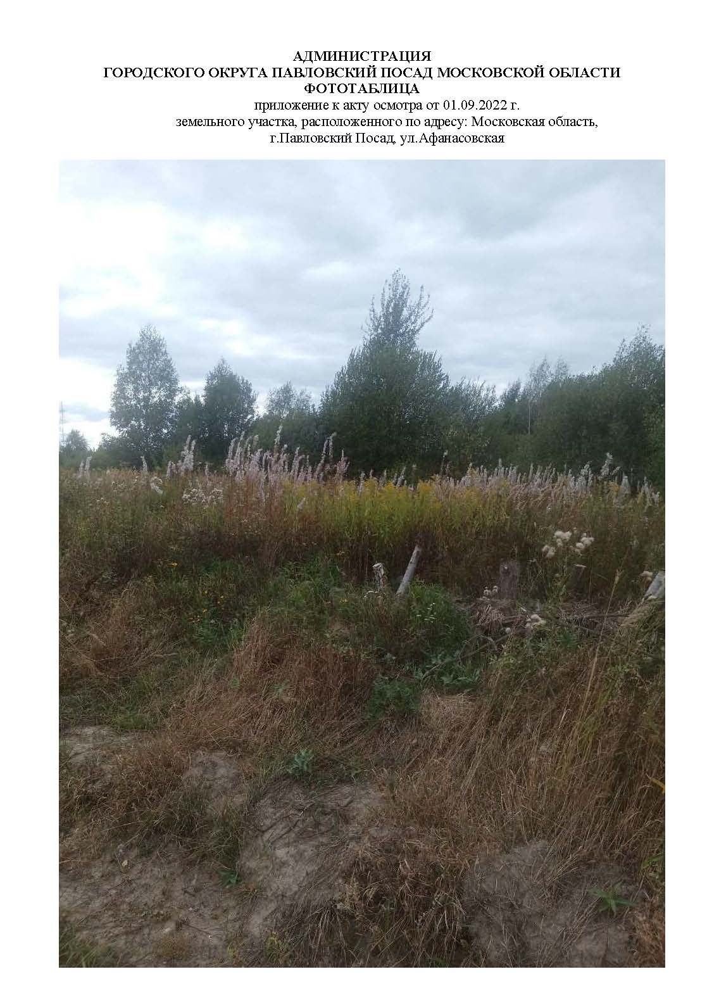 АДМИНИСТРАЦИЯ
ГОРОДСКОГО ОКРУГА ПАВЛОВСКИЙ ПОСАД МОСКОВСКОЙ ОБЛАСТИ
ФОТОТАБЛИЦА
приложение к акту осмотра от 01.09.2022 г.
земельного участка, расположенного по адресу: Московская область,
г.Павловский Посад, ул.Афанасовская